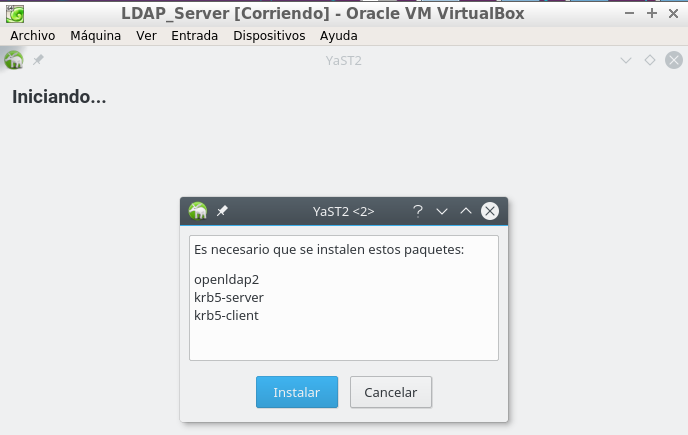 LDAP_Server [Corriendo] - Oracle VM VirtualBox
Archivo Máquina Ver Entrada Dispositivos Ayuda
YaST2
Iniciando...
YaST2 <2>
Es necesario que se instalen estos paquetes:
openldap2
krb5-server
krb5-client
Instalar Cancelar